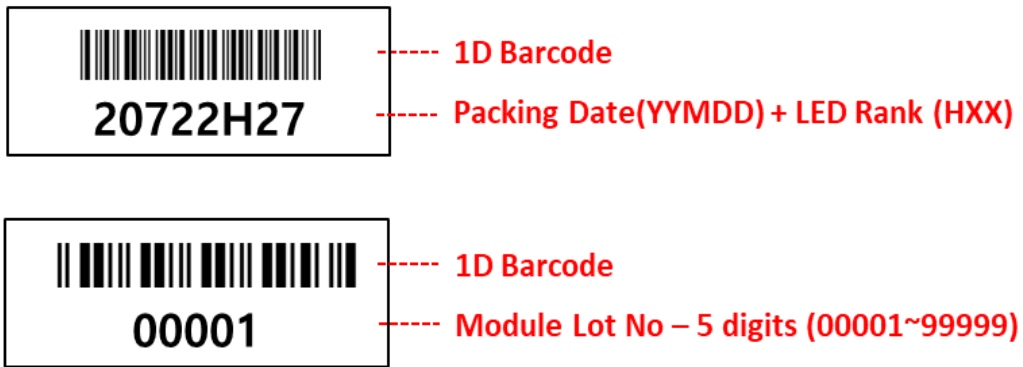 1D Barcode
20722H27
Packing Date(YYMDD) + LED Rank (HXX)
1D Barcode
00001
Module Lot No – 5 digits (00001~99999)